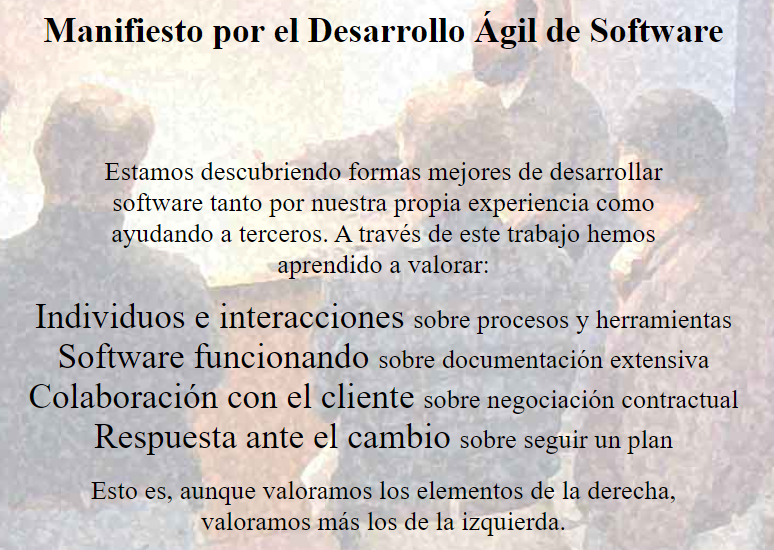 Manifiesto por el Desarrollo Ágil de Software
Estamos descubriendo formas mejores de desarrollar
software tanto por nuestra propia experiencia como
ayudando a terceros. A través de este trabajo hemos
aprendido a valorar:
Individuos e interacciones sobre procesos y herramientas
Software funcionando sobre documentación extensiva
Colaboración con el cliente sobre negociación contractual
Respuesta ante el cambio sobre seguir un plan
Esto es, aunque valoramos los elementos de la derecha,
valoramos más los de la izquierda.